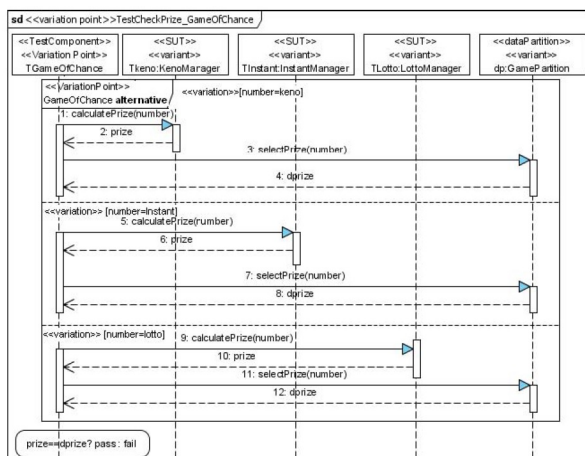 sd <<variation point>>TestCheckPrize_GameOfChance
<<TestComponent>>
<<Variation Point>>
TGameOfChance
<<SUT>>
<<variant>>
Tkeno:KenoManager
<<SUT>>
<<variant>>
TInstant:InstantManager
<<SUT>>
<<variant>>
TLotto:LottoManager
<<dataPartition>>
<<variant>>
dp:GamePartition
<<VariationPoint>>
GameOfChance alternative
<<variation>>[number=keno]
1: calculatePrize(number)
2: prize
3: selectPrize(number)
4: dprize
<<variation>> [number=Instant]
5: calculatePrize(number)
6: prize
7: selectPrize(number)
8: dprize
<<variation>> [number=lotto]
9: calculatePrize(number)
10: prize
11: selectPrize(number)
12: dprize
prize==dprize? pass : fail